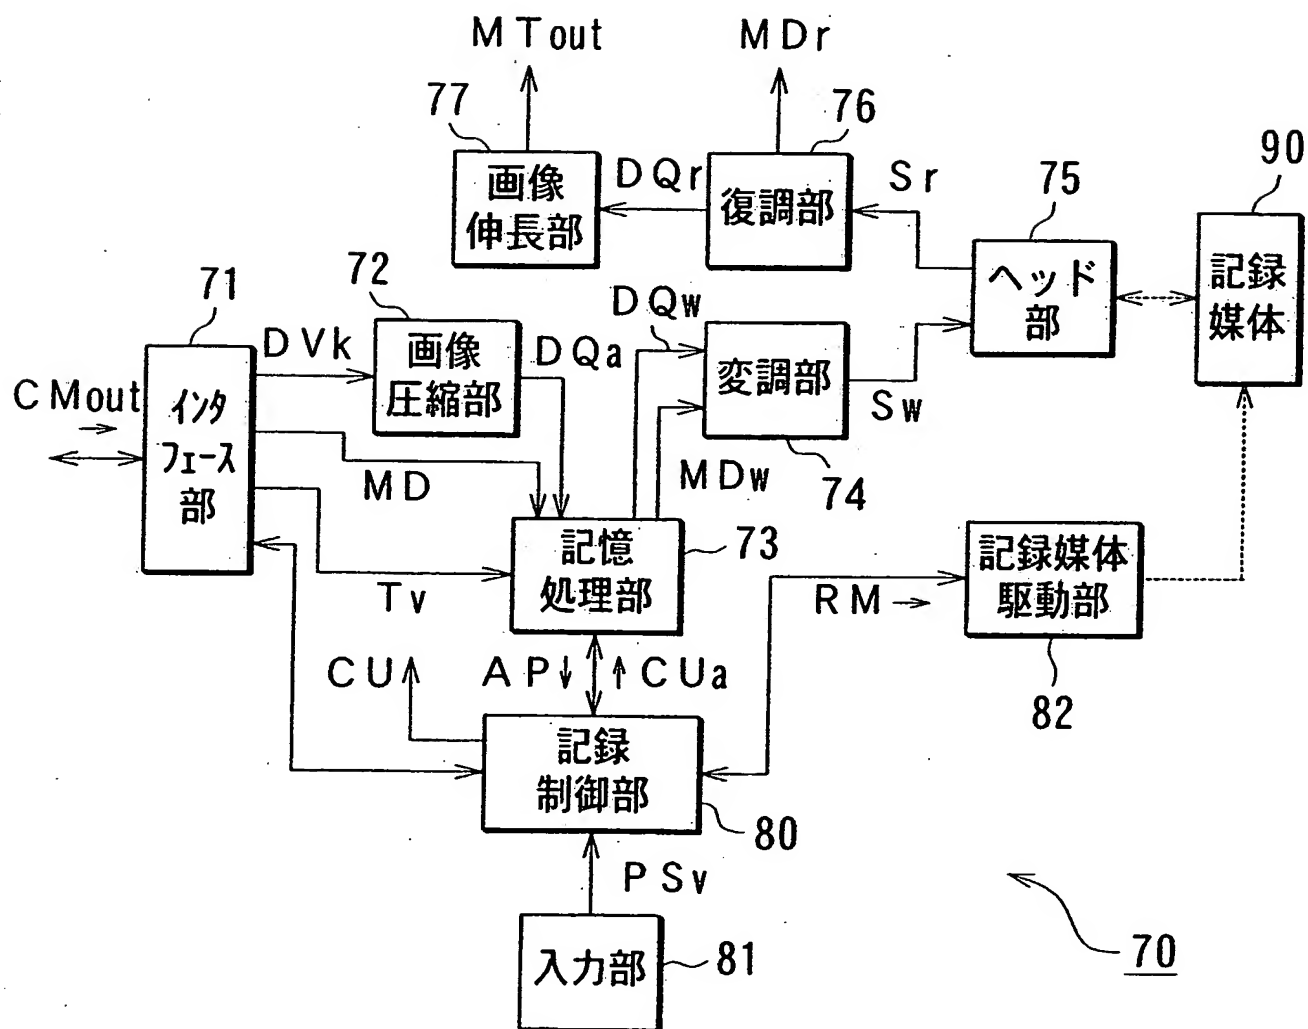 MTout
MDr
77
76
90
画像
伸長部
DQr
復調部
Sr
75
記録
媒体
71
72
ヘッド
部
DVk
画像
圧縮部
DQa
DQw
変調部
CMout
インタ
フェース
部
Sw
MD
MDw
74
記憶
処理部
73
記録媒体
駆動部
Tv
RM
CU
AP
CUa
82
記録
制御部
80
PSv
入力部
81
70